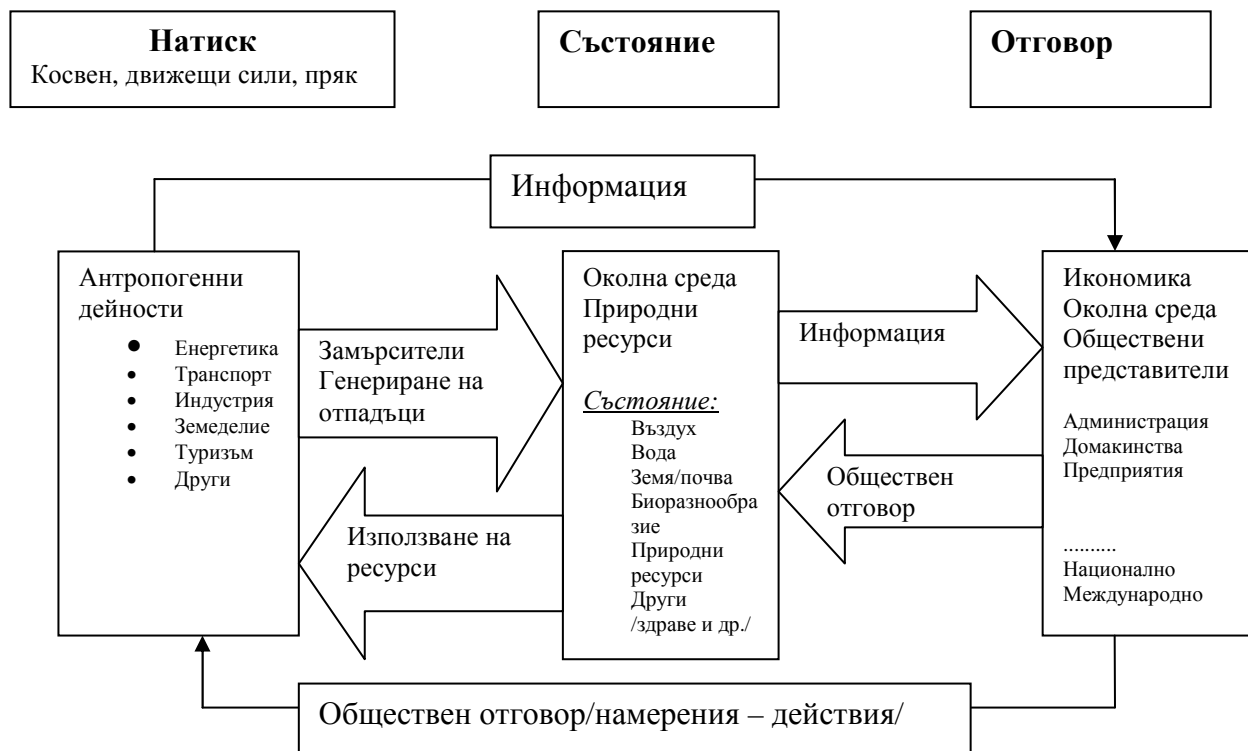 Натиск
Косвен, движещи сили, пряк
Състояние
Отговор
Информация
Антропогенни
дейности
• Енергетика
• Транспорт
• Индустрия
• Земеделие
• Туризъм
• Други
Замърсители
Генериране на
отпадъци
Използване на
ресурси
Околна среда
Природни
ресурси
Състояние:
Въздух
Вода
Земя/почва
Биоразнообра
зие
Природни
ресурси
Други
/здраве и др./
Информация
Обществен
отговор
Икономика
Околна среда
Обществени
представители
Администрация
Домакинства
Предприятия
..........
Национално
Международно
Обществен отговор/намерения – действия/